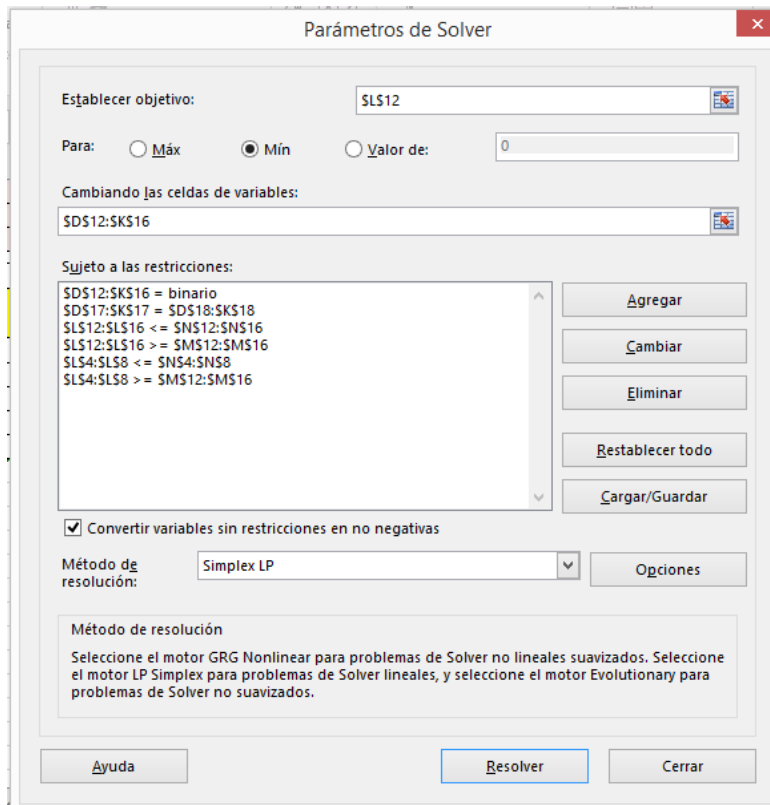 Parámetros de Solver
Establecer objetivo:
$L$12
Para:
Máx
Mín
Valor de:
0
Cambiando las celdas de variables:
$D$12:$K$16
Sujeto a las restricciones:
$D$12:$K$16 = binario
$D$17:$K$17 = $D$18:$K$18
$L$12:$L$16 <= $N$12:$N$16
$L$12:$L$16 >= $M$12:$M$16
$L$4:$L$8 <= $N$4:$N$8
$L$4:$L$8 >= $M$12:$M$16
Agregar
Cambiar
Eliminar
Restablecer todo
Cargar/Guardar
Convertir variables sin restricciones en no negativas
Método de
resolución:
Simplex LP
Opciones
Método de resolución
Seleccione el motor GRG Nonlinear para problemas de Solver no lineales suavizados. Seleccione
el motor LP Simplex para problemas de Solver lineales, y seleccione el motor Evolutionary para
problemas de Solver no suavizados.
Ayuda
Resolver
Cerrar